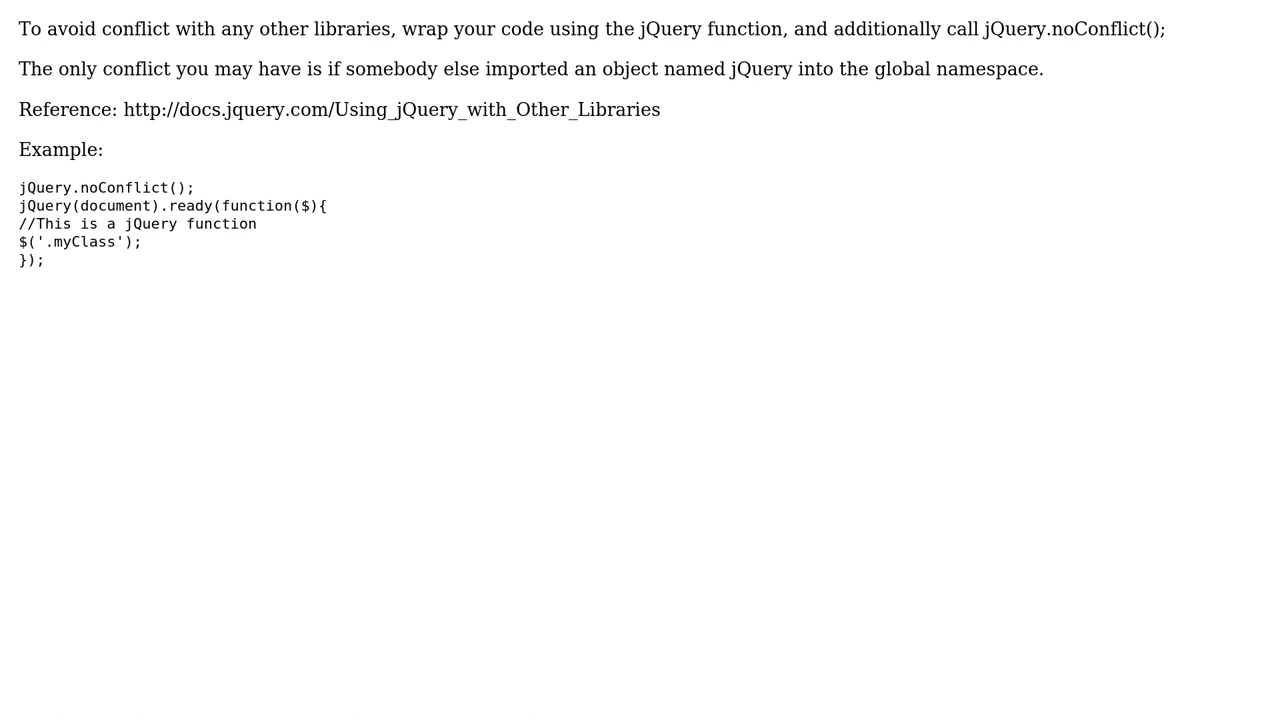 To avoid conflict with any other libraries, wrap your code using the jQuery function, and additionally call jQuery.noConflict();
The only conflict you may have is if somebody else imported an object named jQuery into the global namespace.
Reference: http://docs.jquery.com/Using_jQuery_with_Other_Libraries
Example:
jQuery.noConflict();
jQuery(document).ready(function($){
//This is a jQuery function
$('.myClass');
});